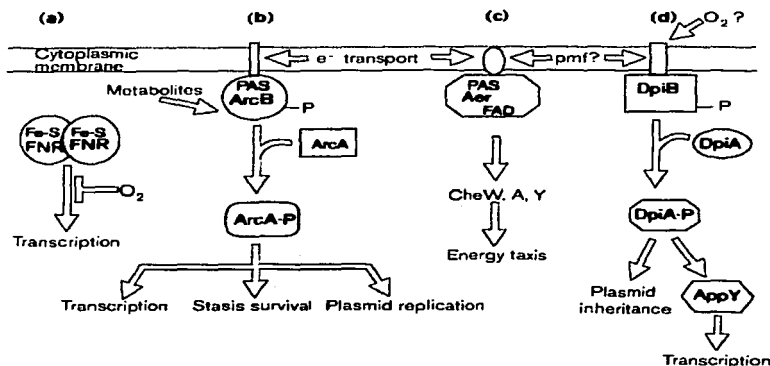 (a) (b) (c) (d)
O₂ ?
Cytoplasmic
membrane
e⁻ transport
pmf?
Metabolites
PAS
ArcB
P
PAS
Aer
FAD
DpiB
P
Fe-S
FNR
Fe-S
FNR
ArcA
DpiA
O₂
CheW, A, Y
ArcA-P
DpiA-P
Transcription
Energy taxis
Transcription
Stasis survival
Plasmid replication
Plasmid
inheritance
AppY
Transcription